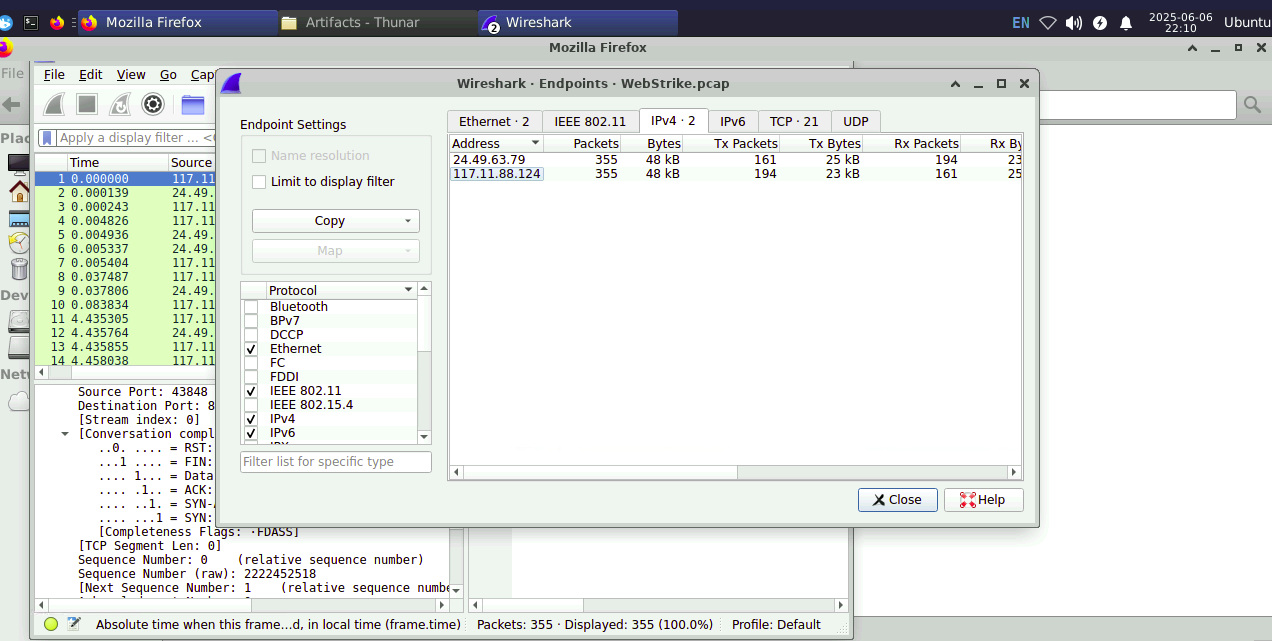 Mozilla Firefox
Artifacts - Thunar
2
Wireshark
EN
2025-06-06
22:10
Ubuntu
Mozilla Firefox
File
File Edit View Go Cap
Apply a display filter ... <
Time Source
1 0.000000 117.11
2 0.000139 24.49.
3 0.000243 117.11
4 0.004826 117.11
5 0.004936 24.49.
6 0.005337 24.49.
7 0.005404 117.11
8 0.037487 117.11
9 0.037806 24.49.
10 0.083834 117.11
11 4.435305 117.11
12 4.435764 24.49.
13 4.435855 117.11
14 4.458038 117.11
Plac
Dev
Net
Wireshark · Endpoints · WebStrike.pcap
Endpoint Settings
Name resolution
Limit to display filter
Copy
Map
Protocol
Bluetooth
BPv7
DCCP
Ethernet
FC
FDDI
IEEE 802.11
IEEE 802.15.4
IPv4
IPv6
Filter list for specific type
Ethernet · 2 IEEE 802.11 IPv4 · 2 IPv6 TCP · 21 UDP
Address Packets Bytes Tx Packets Tx Bytes Rx Packets Rx By
24.49.63.79 355 48 kB 161 25 kB 194 23
117.11.88.124 355 48 kB 194 23 kB 161 25
Close
Help
Source Port: 43848
Destination Port: 8
[Stream index: 0]
[Conversation compl
..0. .... = RST:
...1 .... = FIN:
.... 1... = Data
.... .1.. = ACK:
.... ..1. = SYN-
.... ...1 = SYN:
[Completeness Flags: ·FDASS]
[TCP Segment Len: 0]
Sequence Number: 0 (relative sequence number)
Sequence Number (raw): 2222452518
[Next Sequence Number: 1 (relative sequence numbe
Absolute time when this frame...d, in local time (frame.time)
Packets: 355 · Displayed: 355 (100.0%)
Profile: Default